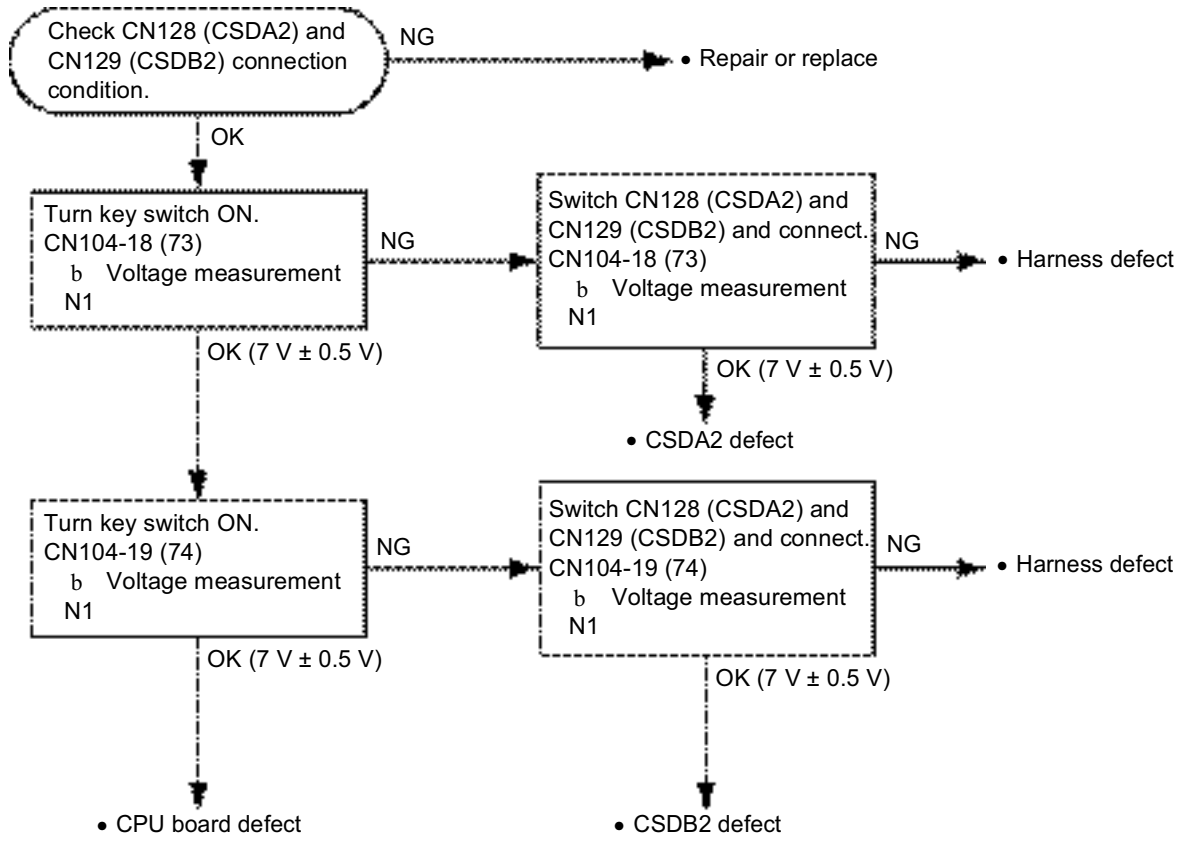 Check CN128 (CSDA2) and
CN129 (CSDB2) connection
condition.
NG
• Repair or replace
OK
Turn key switch ON.
CN104-18 (73)
b Voltage measurement
N1
NG
Switch CN128 (CSDA2) and
CN129 (CSDB2) and connect.
CN104-18 (73)
b Voltage measurement
N1
NG
• Harness defect
OK (7 V ± 0.5 V)
OK (7 V ± 0.5 V)
• CSDA2 defect
Turn key switch ON.
CN104-19 (74)
b Voltage measurement
N1
NG
Switch CN128 (CSDA2) and
CN129 (CSDB2) and connect.
CN104-19 (74)
b Voltage measurement
N1
NG
• Harness defect
OK (7 V ± 0.5 V)
OK (7 V ± 0.5 V)
• CPU board defect
• CSDB2 defect